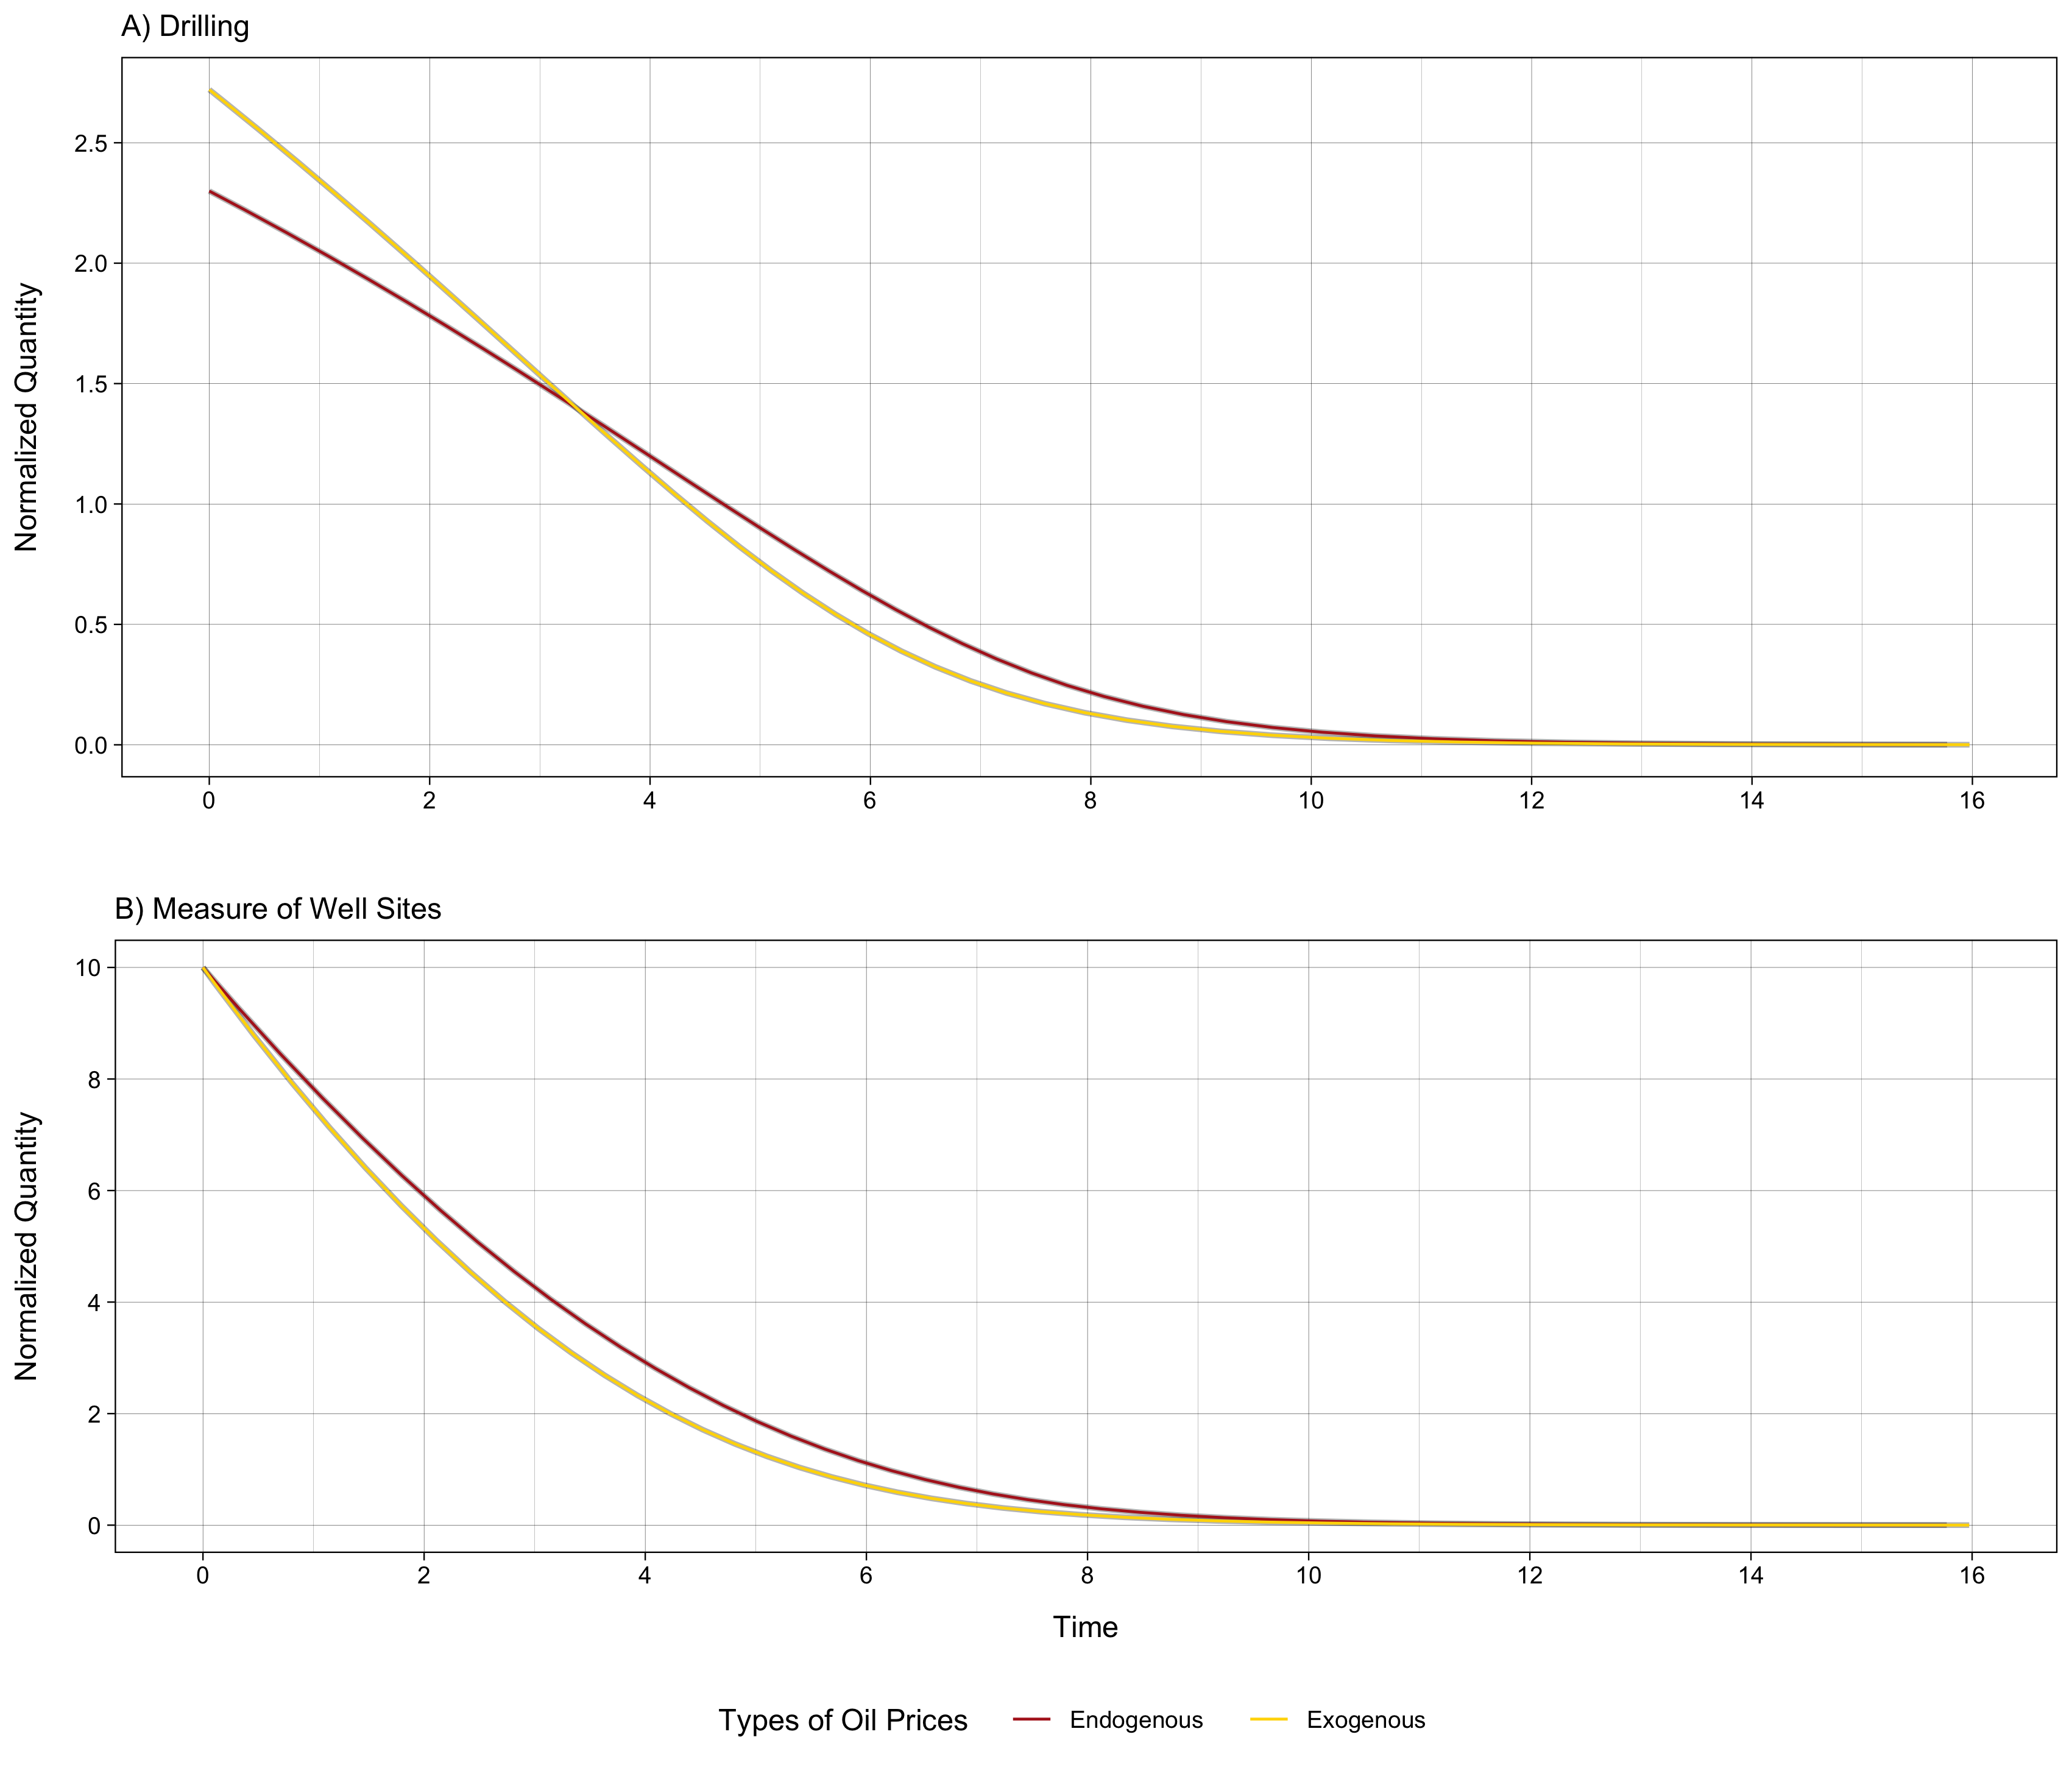 A) Drilling
Normalized Quantity
2.5
2.0
1.5
1.0
0.5
0.0
0 2 4 6 8 10 12 14 16
B) Measure of Well Sites
Normalized Quantity
10
8
6
4
2
0
0 2 4 6 8 10 12 14 16
Time
Types of Oil Prices Endogenous Exogenous